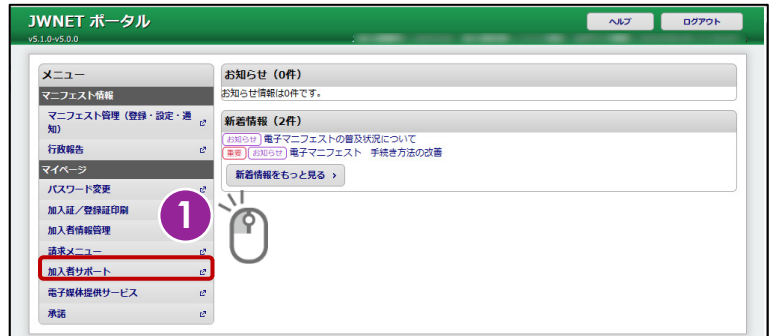 JWNET ポータル
v5.1.0-v5.0.0
ヘルプ
ログアウト
メニュー
マニフェスト情報
マニフェスト管理（登録・設定・通
知）
行政報告
マイページ
パスワード変更
加入証／登録証印刷
加入者情報管理
請求メニュー
加入者サポート
電子媒体提供サービス
承諾
1
お知らせ（0件）
お知らせ情報は0件です。
新着情報（2件）
お知らせ 電子マニフェストの普及状況について
重要 お知らせ 電子マニフェスト　手続き方法の改善
新着情報をもっと見る ›